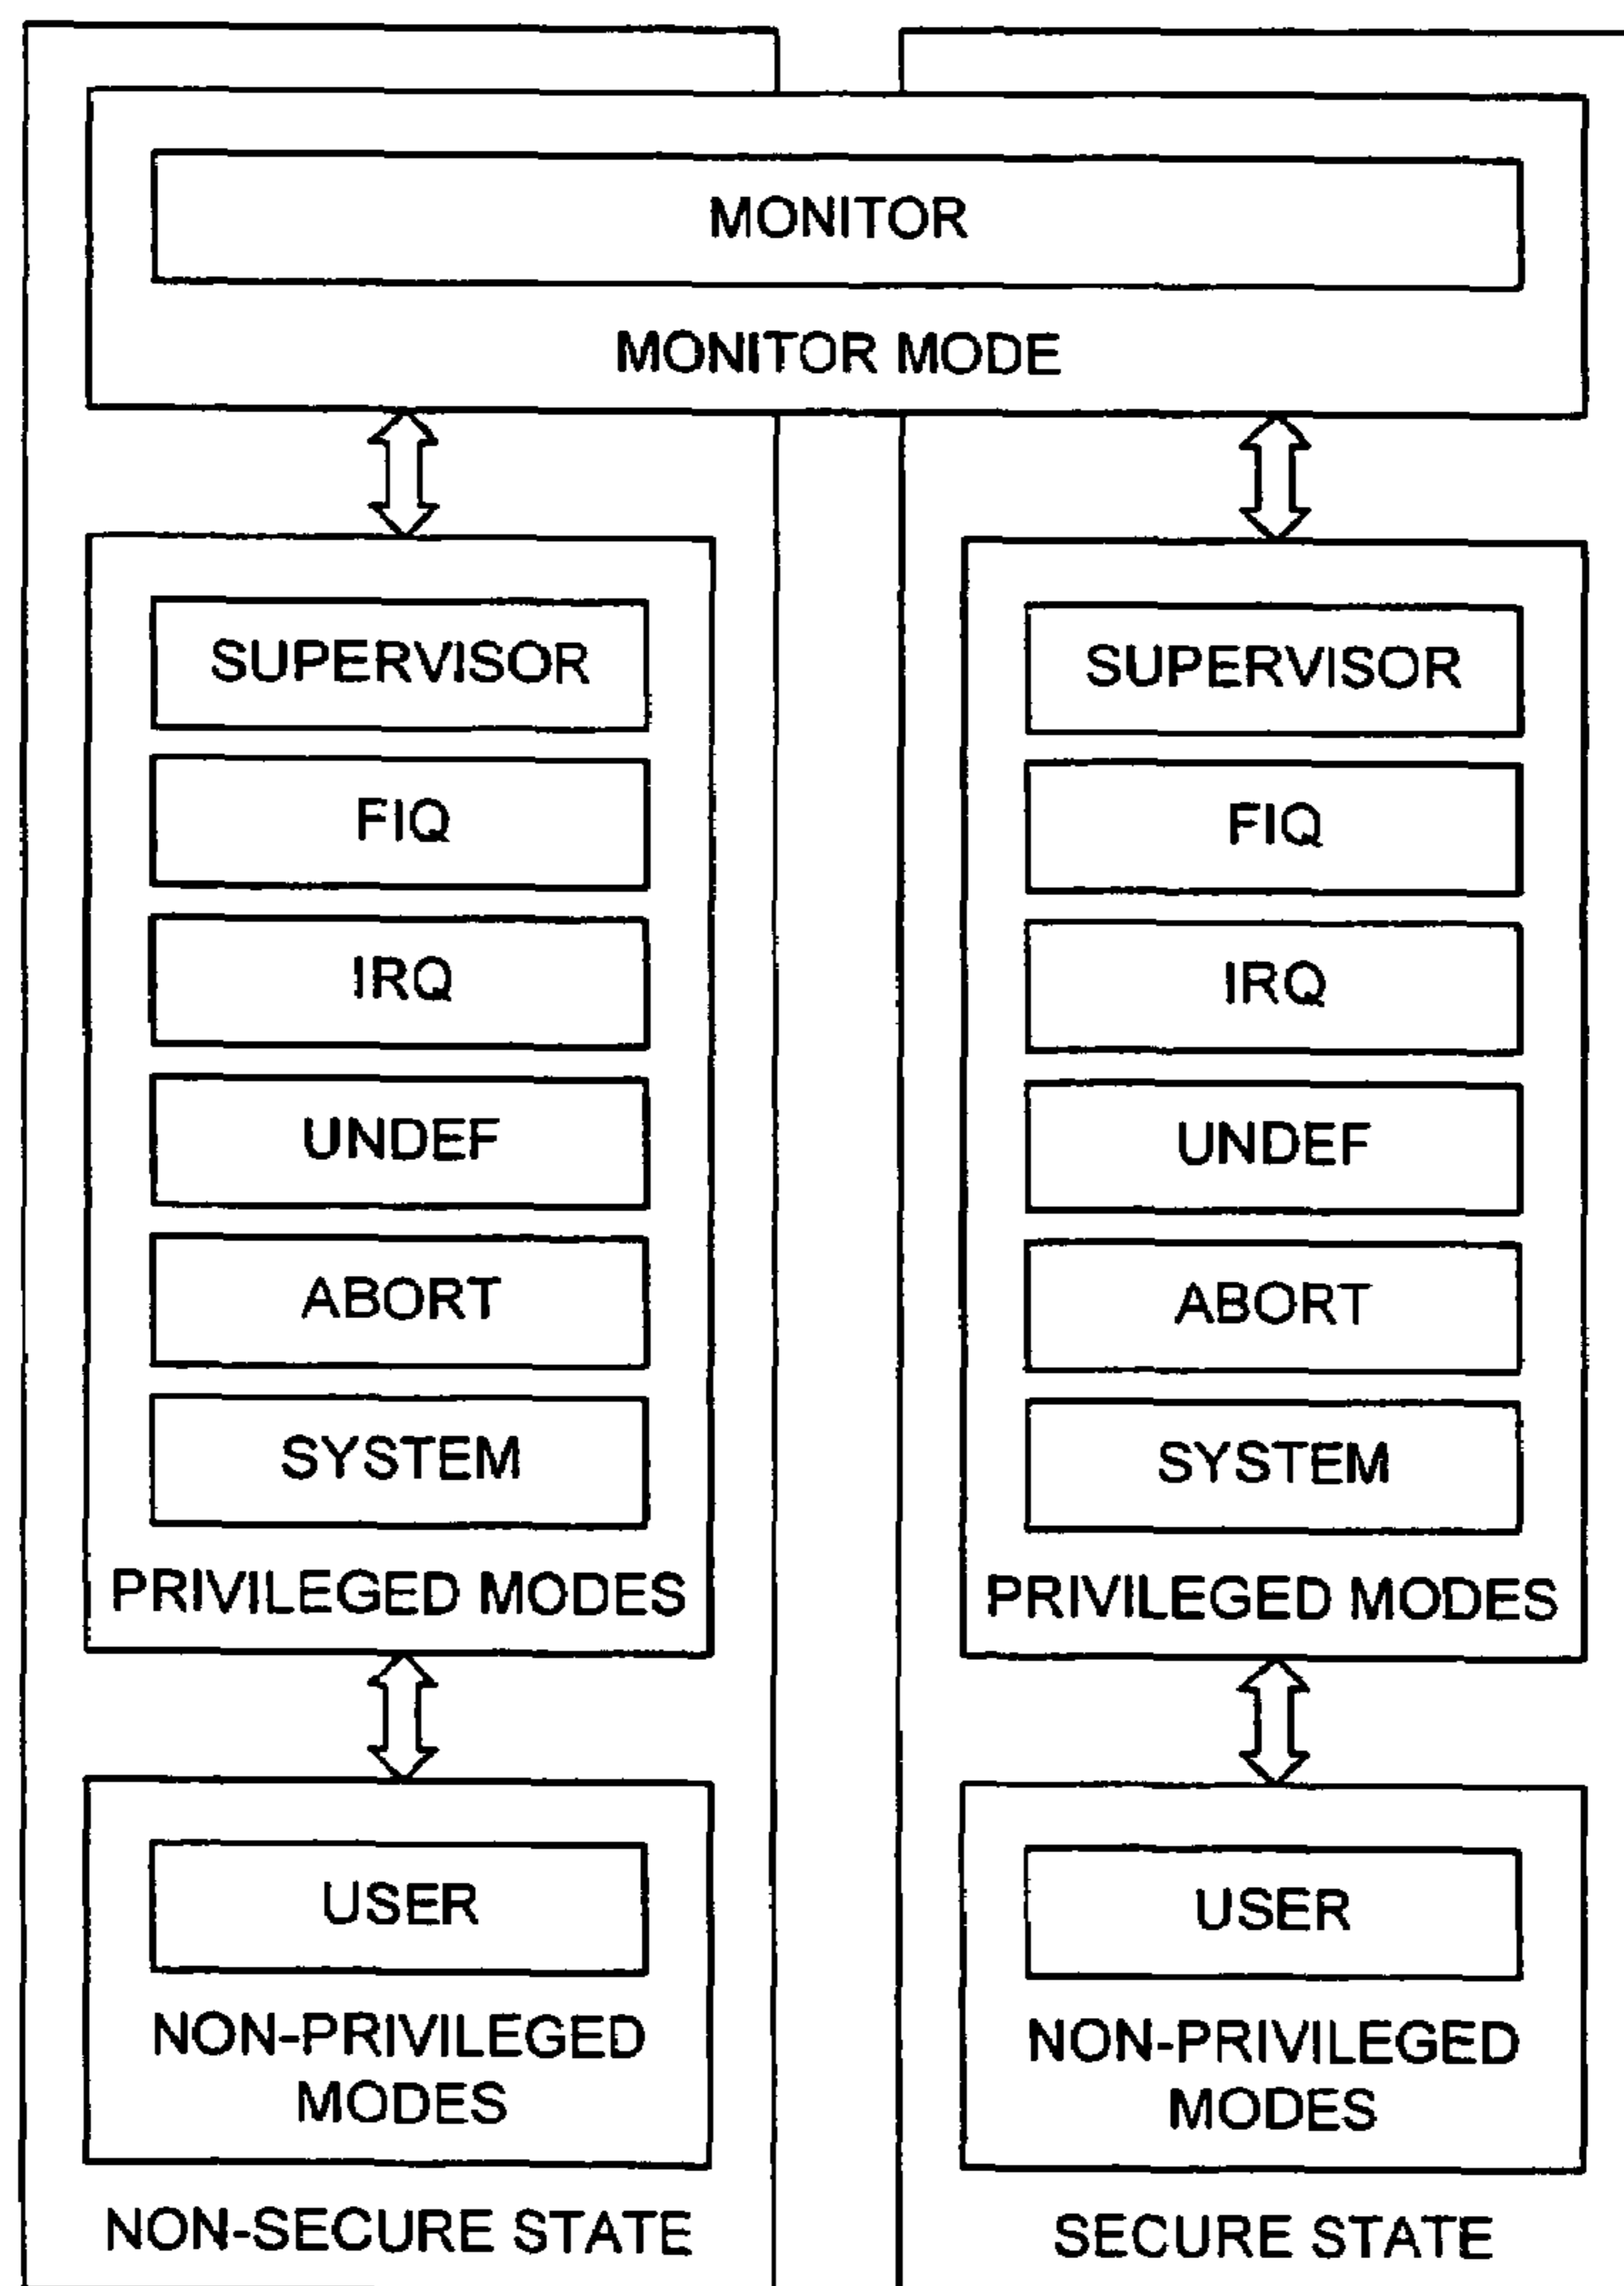 MONITOR
MONITOR MODE
SUPERVISOR
FIQ
IRQ
UNDEF
ABORT
SYSTEM
PRIVILEGED MODES
USER
NON-PRIVILEGED
MODES
NON-SECURE STATE
SUPERVISOR
FIQ
IRQ
UNDEF
ABORT
SYSTEM
PRIVILEGED MODES
USER
NON-PRIVILEGED
MODES
SECURE STATE